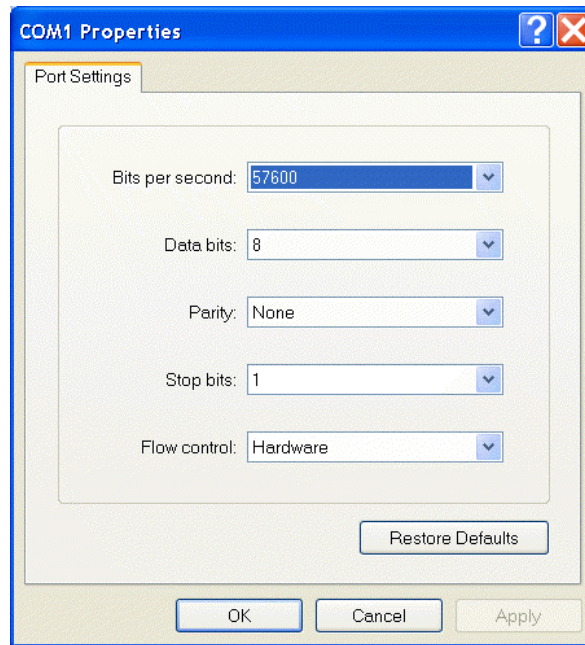 COM1 Properties
Port Settings
Bits per second: 57600
Data bits: 8
Parity: None
Stop bits: 1
Flow control: Hardware
Restore Defaults
OK Cancel Apply